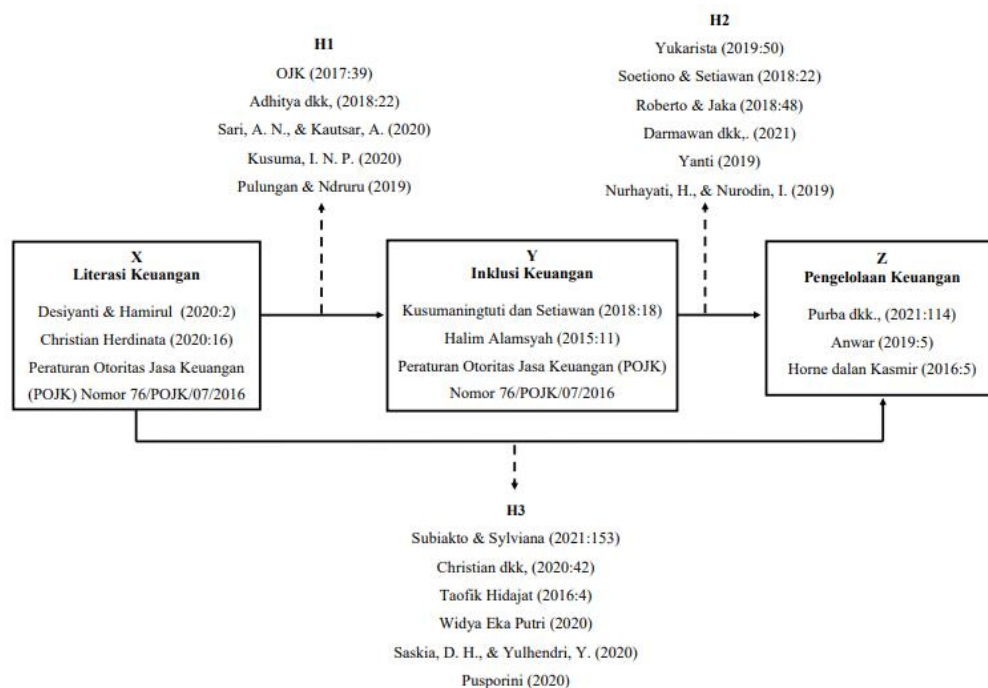 H1
OJK (2017:39)
Adhitya dkk, (2018:22)
Sari, A. N., & Kautsar, A. (2020)
Kusuma, I. N. P. (2020)
Pulungan & Ndruru (2019)
H2
Yukarista (2019:50)
Soetiono & Setiawan (2018:22)
Roberto & Jaka (2018:48)
Darmawan dkk,. (2021)
Yanti (2019)
Nurhayati, H., & Nurodin, I. (2019)
X
Literasi Keuangan
Desiyanti & Hamirul (2020:2)
Christian Herdinata (2020:16)
Peraturan Otoritas Jasa Keuangan
(POJK) Nomor 76/POJK/07/2016
Y
Inklusi Keuangan
Kusumaningtuti dan Setiawan (2018:18)
Halim Alamsyah (2015:11)
Peraturan Otoritas Jasa Keuangan (POJK)
Nomor 76/POJK/07/2016
Z
Pengelolaan Keuangan
Purba dkk., (2021:114)
Anwar (2019:5)
Horne dalan Kasmir (2016:5)
H3
Subiakto & Sylviana (2021:153)
Christian dkk, (2020:42)
Taofik Hidajat (2016:4)
Widya Eka Putri (2020)
Saskia, D. H., & Yulhendri, Y. (2020)
Pusporini (2020)